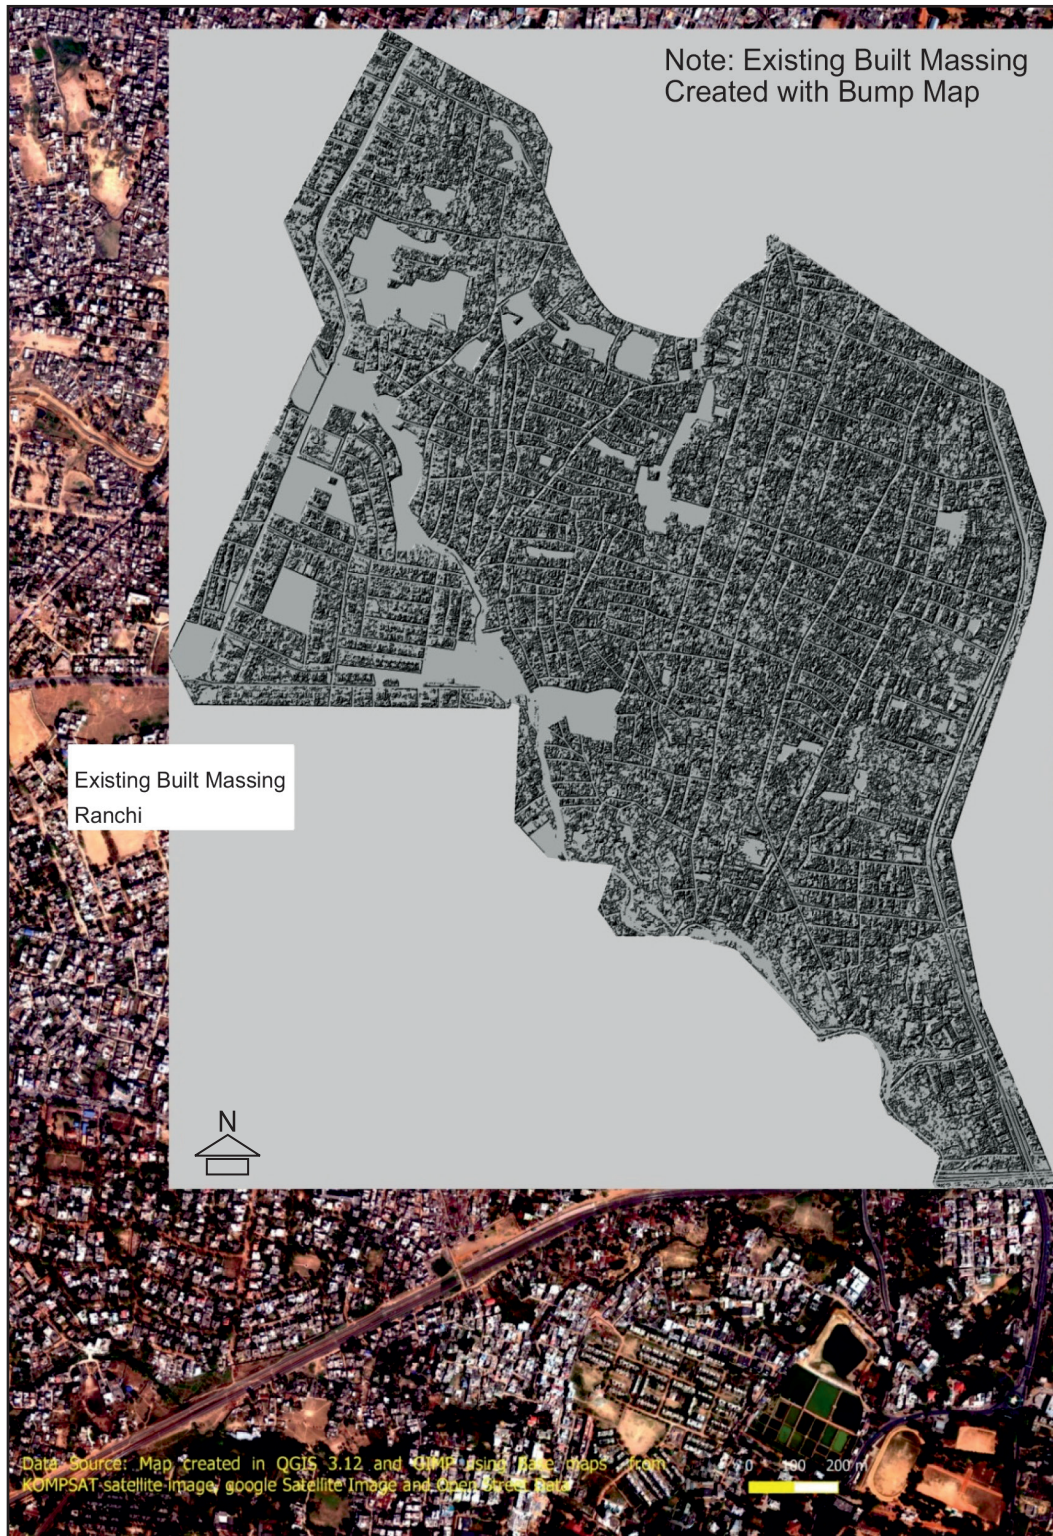 Note: Existing Built Massing
Created with Bump Map
Existing Built Massing
Ranchi
N
Data Source: Map created in QGIS 3.12 and GIMP using Base maps from
KOMPSAT satellite image, google Satellite Image and Open Street Data
0 100 200 m